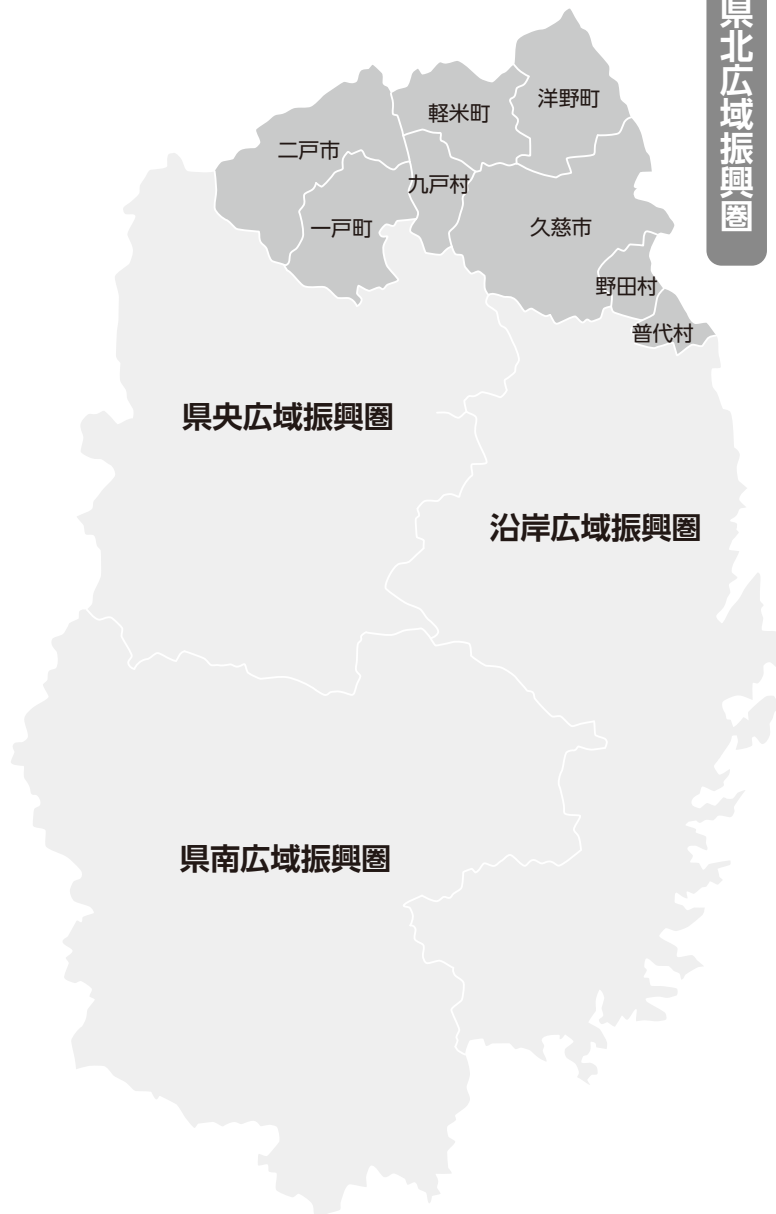 県北広域振興圏
洋野町
軽米町
二戸市
九戸村
一戸町
久慈市
野田村
普代村
県央広域振興圏
沿岸広域振興圏
県南広域振興圏